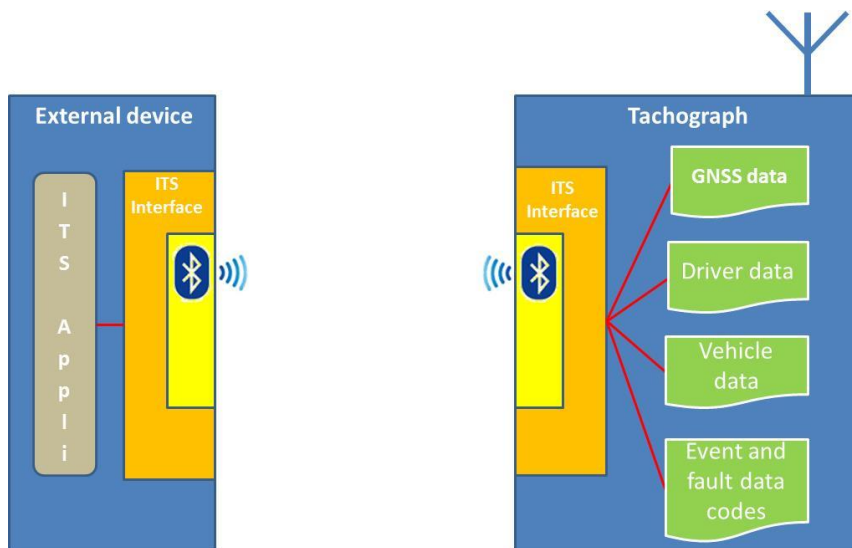 External device
ITS
Interface
I
T
S
A
p
p
l
i
Tachograph
ITS
Interface
GNSS data
Driver data
Vehicle
data
Event and
fault data
codes